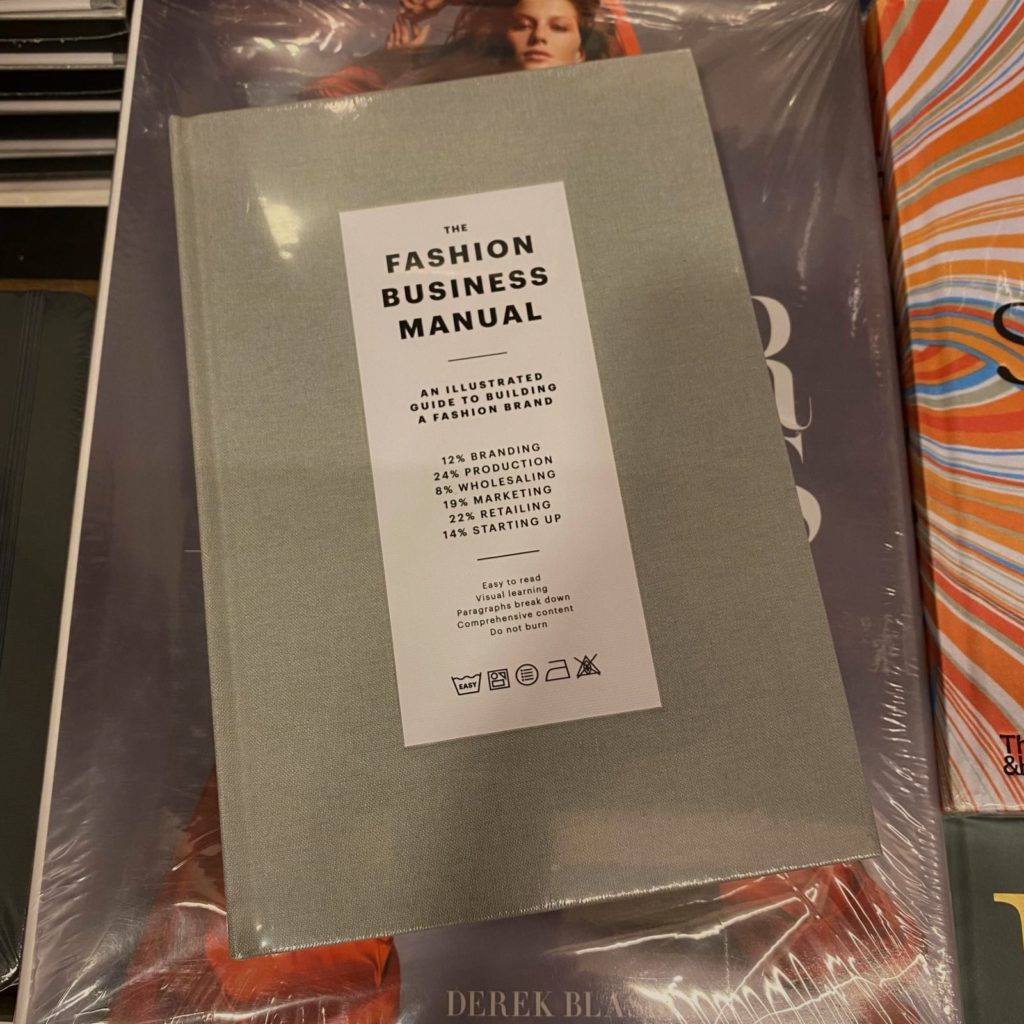 THE
FASHION
BUSINESS
MANUAL
AN ILLUSTRATED
GUIDE TO BUILDING
A FASHION BRAND
12% BRANDING
24% PRODUCTION
8% WHOLESALING
19% MARKETING
22% RETAILING
14% STARTING UP
Easy to read
Visual learning
Paragraphs break down
Comprehensive content
Do not burn
EASY
DEREK